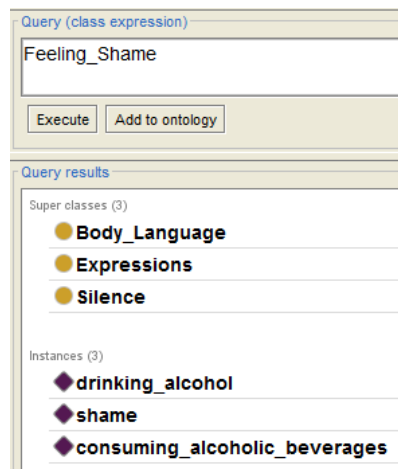 Query (class expression)
Feeling_Shame
Execute Add to ontology
Query results
Super classes (3)
Body_Language
Expressions
Silence
Instances (3)
drinking_alcohol
shame
consuming_alcoholic_beverages